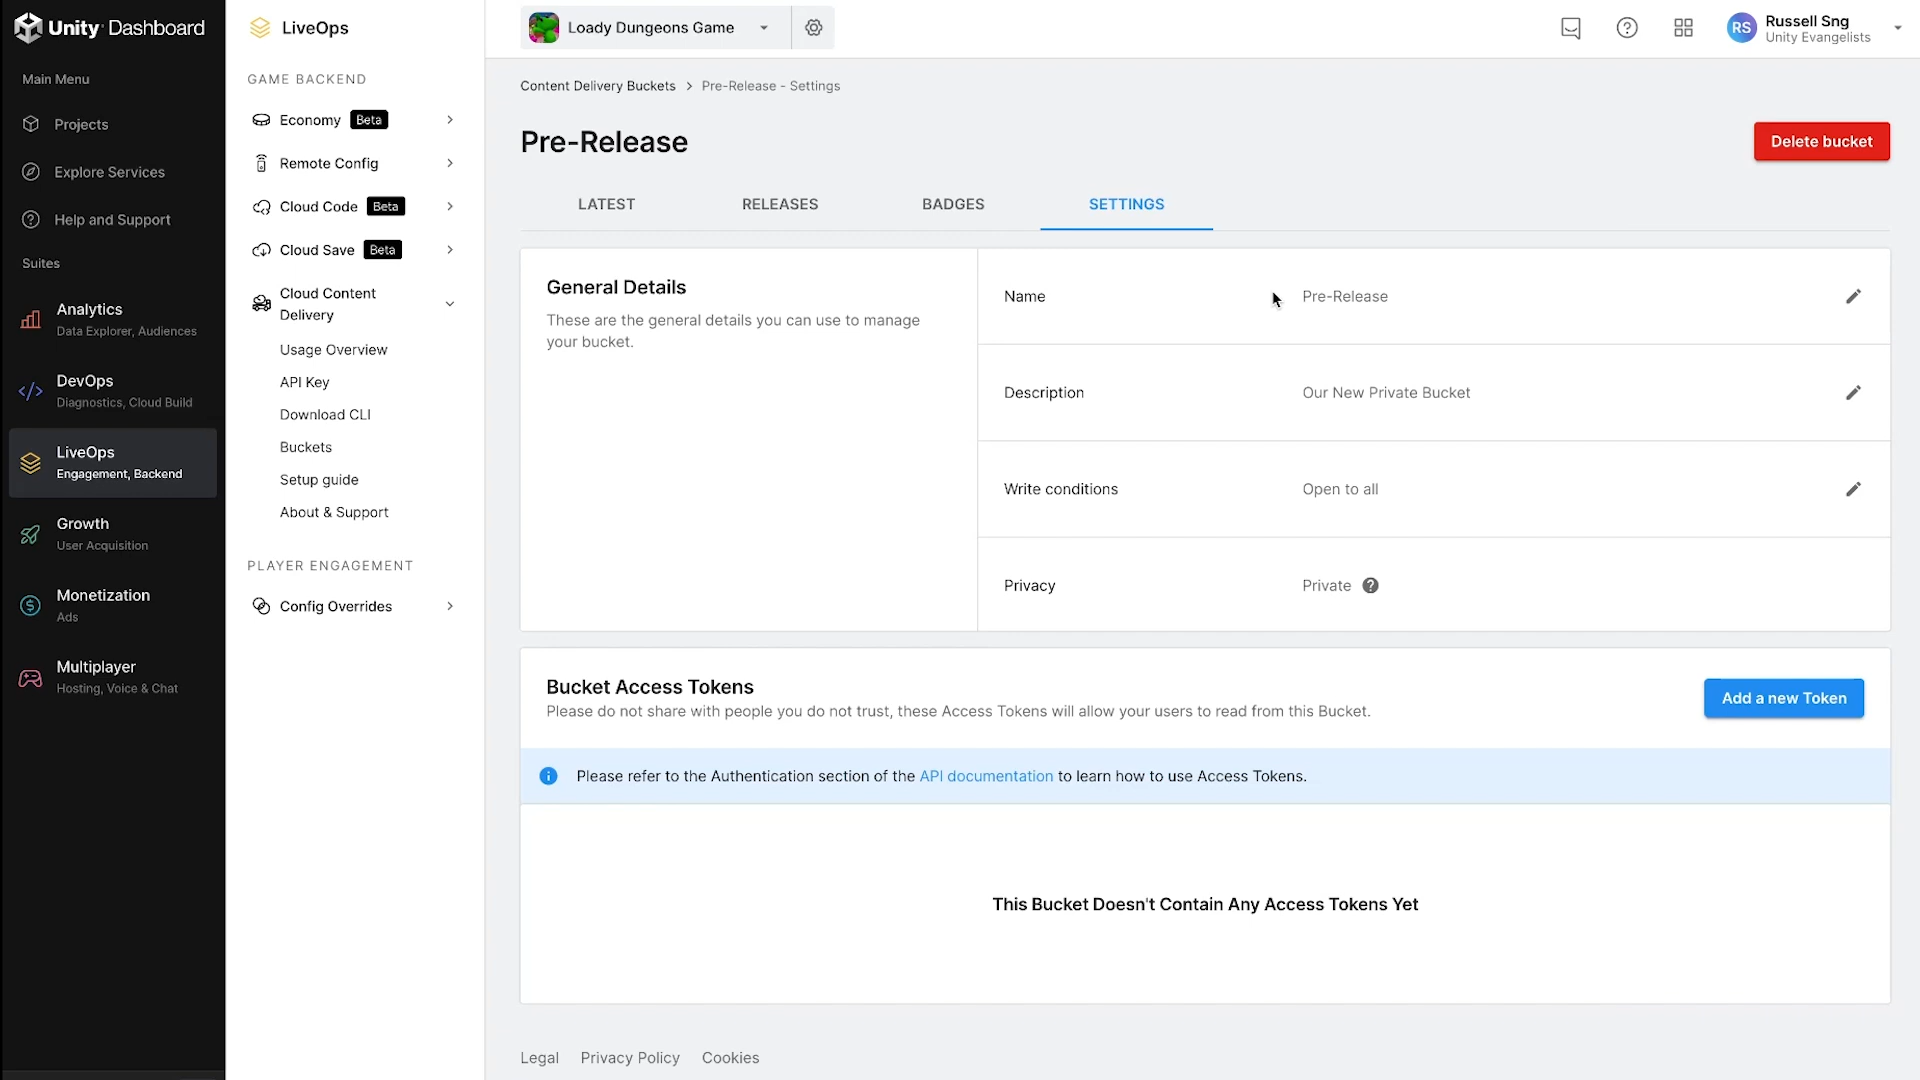 Unity Dashboard
Main Menu
Projects
Explore Services
Help and Support
Suites
Analytics
Data Explorer, Audiences
DevOps
Diagnostics, Cloud Build
LiveOps
Engagement, Backend
Growth
User Acquisition
Monetization
Ads
Multiplayer
Hosting, Voice & Chat
LiveOps
GAME BACKEND
Economy Beta
Remote Config
Cloud Code Beta
Cloud Save Beta
Cloud Content
Delivery
Usage Overview
API Key
Download CLI
Buckets
Setup guide
About & Support
PLAYER ENGAGEMENT
Config Overrides
Loady Dungeons Game
RS
Russell Sng
Unity Evangelists
Content Delivery Buckets > Pre-Release - Settings
Pre-Release
Delete bucket
LATEST RELEASES BADGES SETTINGS
General Details
These are the general details you can use to manage
your bucket.
Name Pre-Release
Description Our New Private Bucket
Write conditions Open to all
Privacy Private
Bucket Access Tokens
Please do not share with people you do not trust, these Access Tokens will allow your users to read from this Bucket.
Add a new Token
Please refer to the Authentication section of the API documentation to learn how to use Access Tokens.
This Bucket Doesn't Contain Any Access Tokens Yet
Legal Privacy Policy Cookies